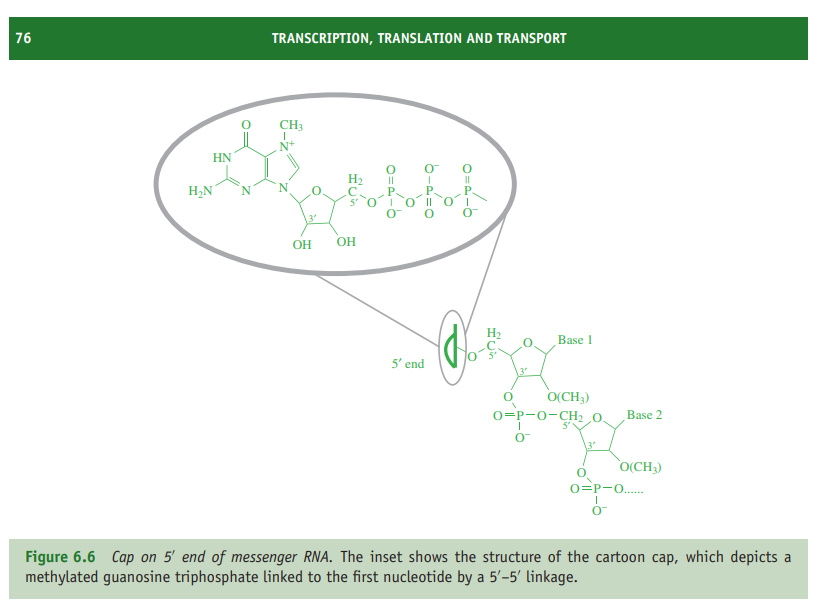 76 TRANSCRIPTION, TRANSLATION AND TRANSPORT
O CH₃
HN N⁺
H₂N N N O H₂ C 5′ O P O O⁻ O P O⁻ O O P O O⁻
3′
OH OH
5′ end
O H₂ C 5′ O Base 1
3′
O O(CH₃)
O=P–O–CH₂ 5′ O Base 2
O⁻
3′
O O(CH₃)
O=P–O......
O⁻
Figure 6.6 Cap on 5′ end of messenger RNA. The inset shows the structure of the cartoon cap, which depicts a
methylated guanosine triphosphate linked to the first nucleotide by a 5′–5′ linkage.